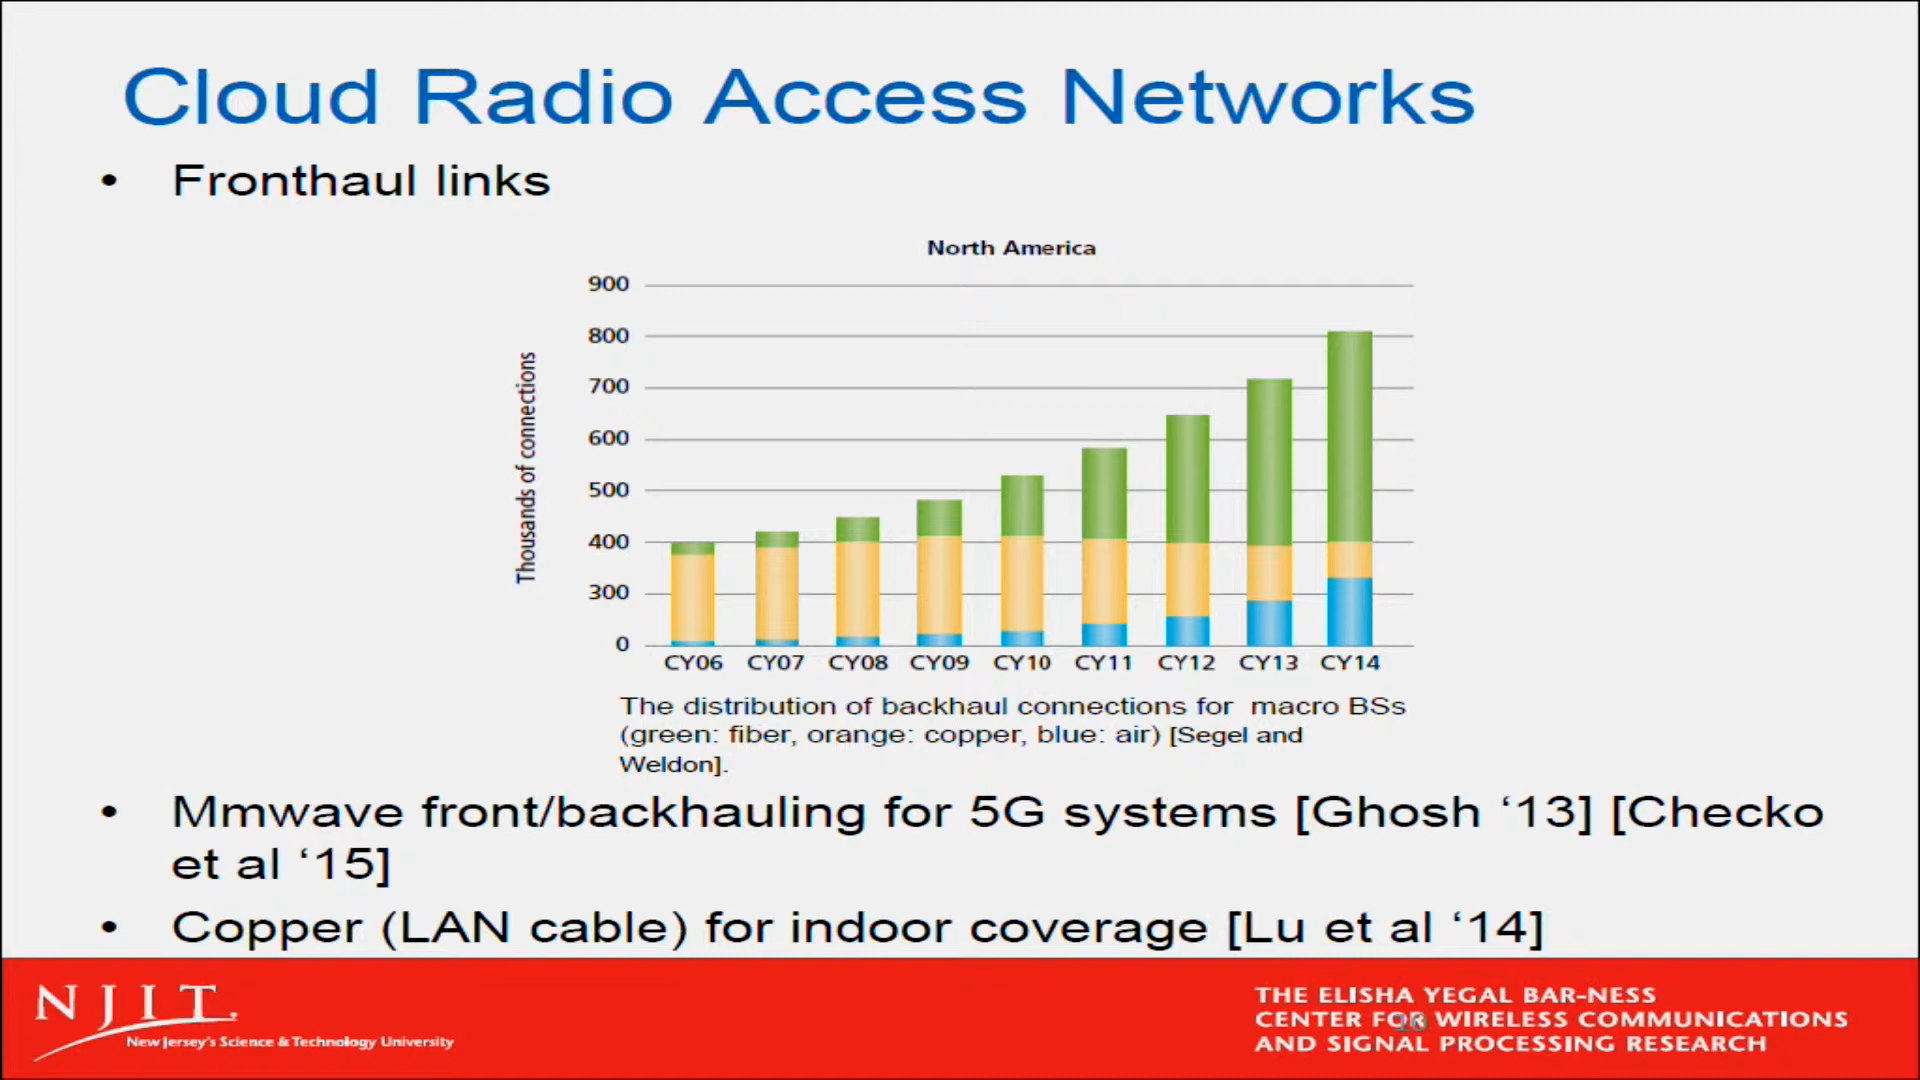 Cloud Radio Access Networks
• Fronthaul links
North America
900
800
700
600
500
400
300
0
Thousands of connections
CY06 CY07 CY08 CY09 CY10 CY11 CY12 CY13 CY14
The distribution of backhaul connections for macro BSs
(green: fiber, orange: copper, blue: air) [Segel and
Weldon].
• Mmwave front/backhauling for 5G systems [Ghosh ‘13] [Checko
et al ‘15]
• Copper (LAN cable) for indoor coverage [Lu et al ‘14]
NJIT.
New Jersey's Science & Technology University
THE ELISHA YEGAL BAR-NESS
CENTER FOR WIRELESS COMMUNICATIONS
AND SIGNAL PROCESSING RESEARCH